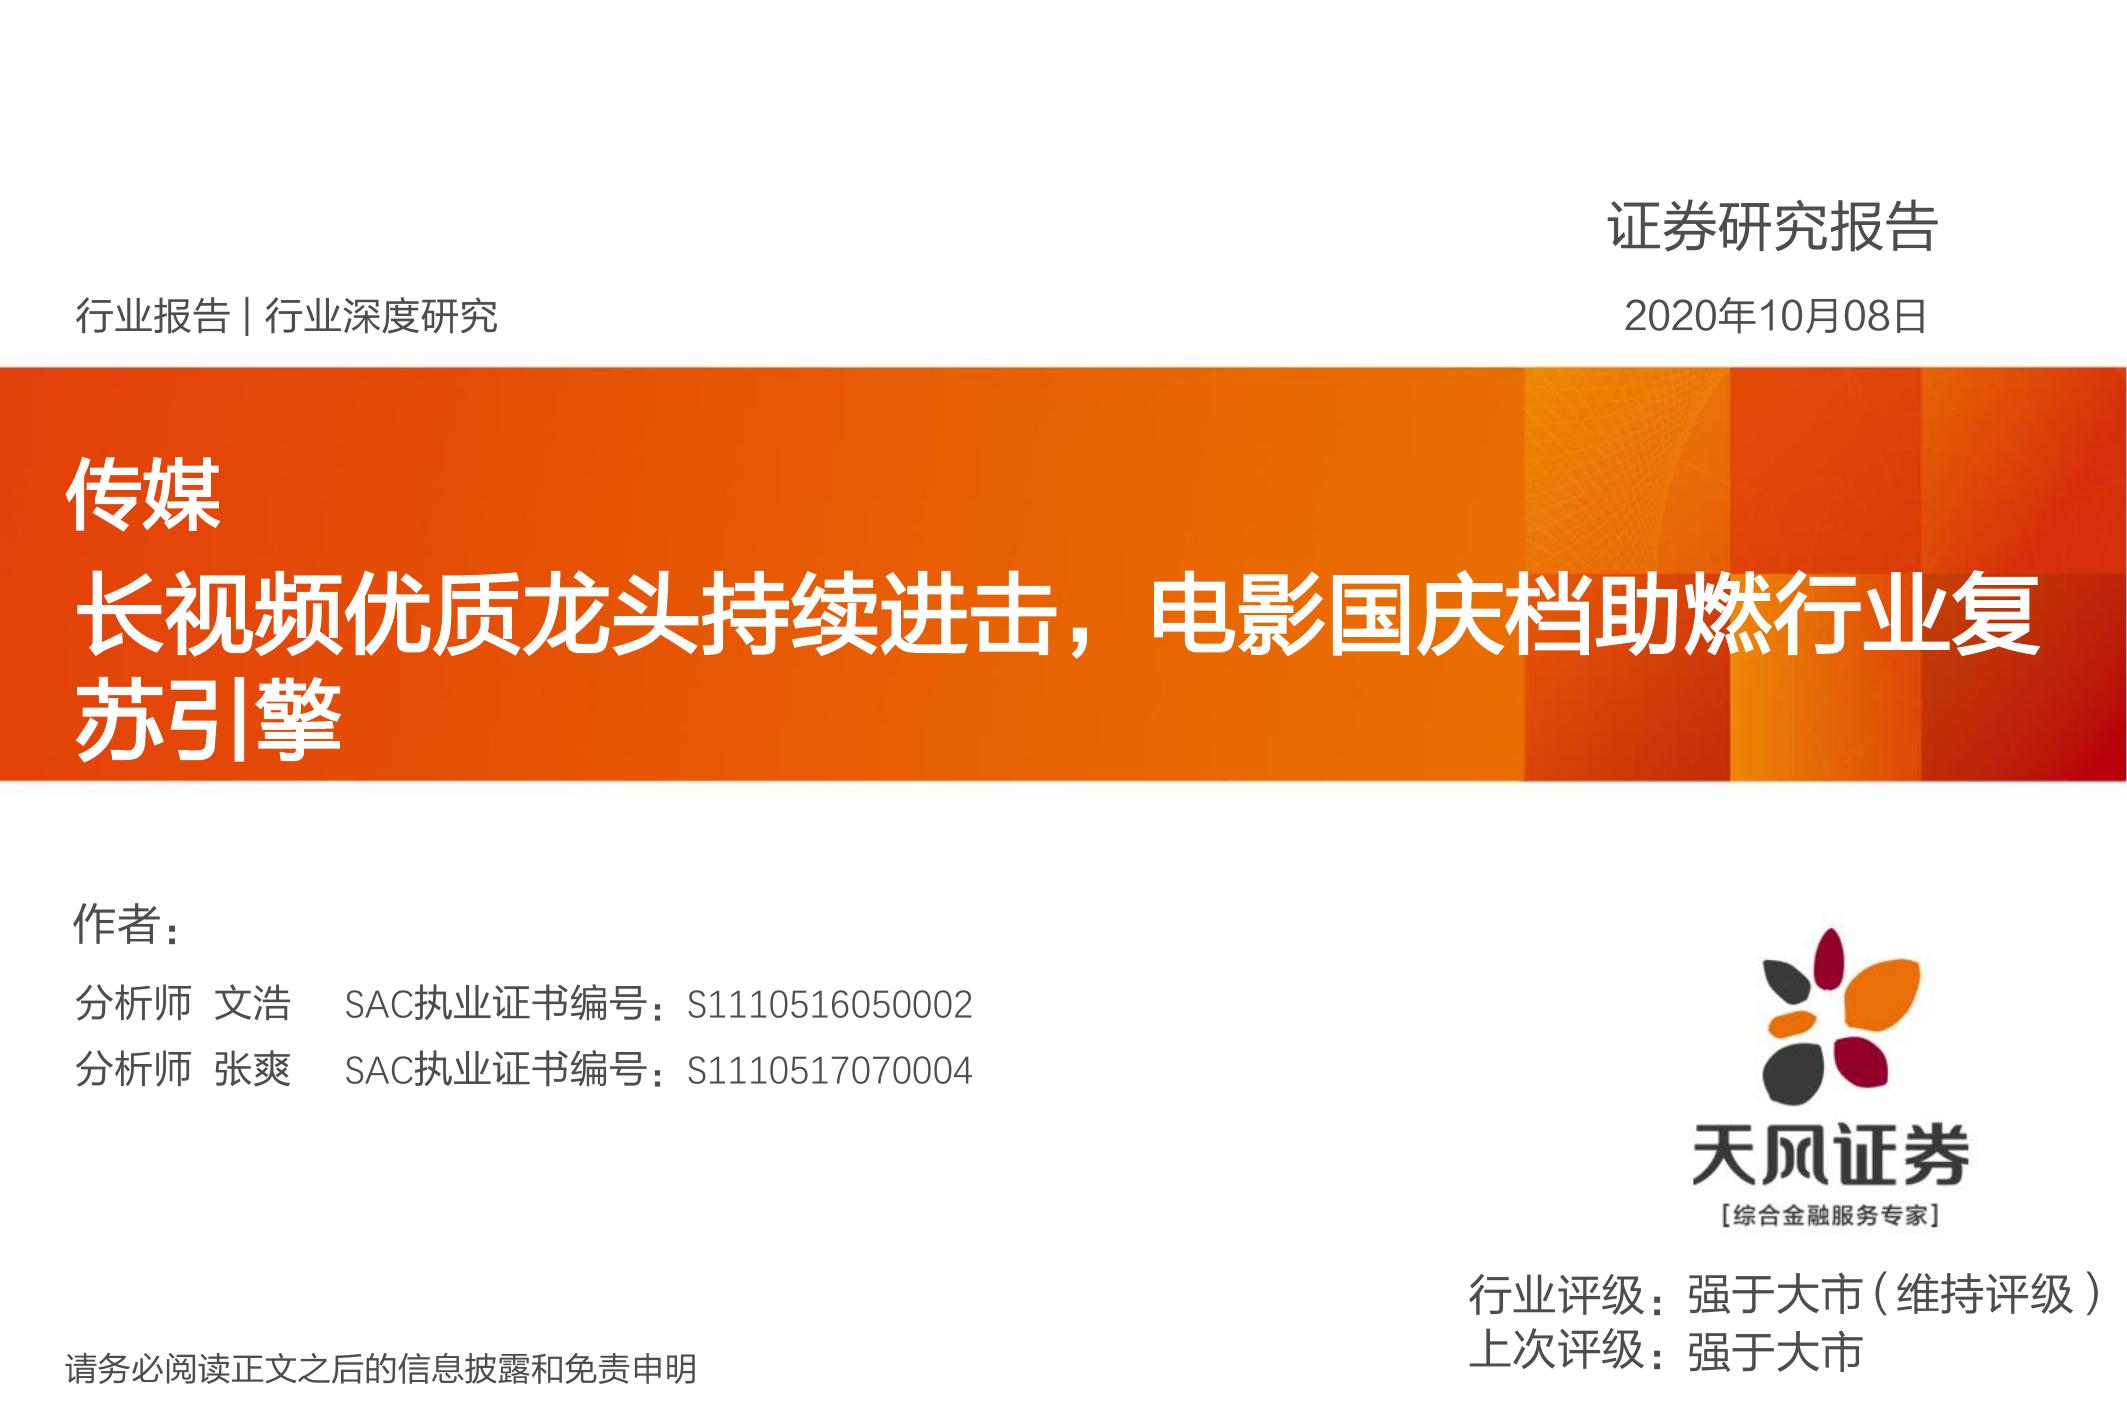 证券研究报告
行业报告 | 行业深度研究
2020年10月08日
传媒
长视频优质龙头持续进击，电影国庆档助燃行业复
苏引擎
作者：
分析师 文浩 SAC执业证书编号：S1110516050002
分析师 张爽 SAC执业证书编号：S1110517070004
天风证券
[综合金融服务专家]
行业评级：强于大市（维持评级）
上次评级：强于大市
请务必阅读正文之后的信息披露和免责申明